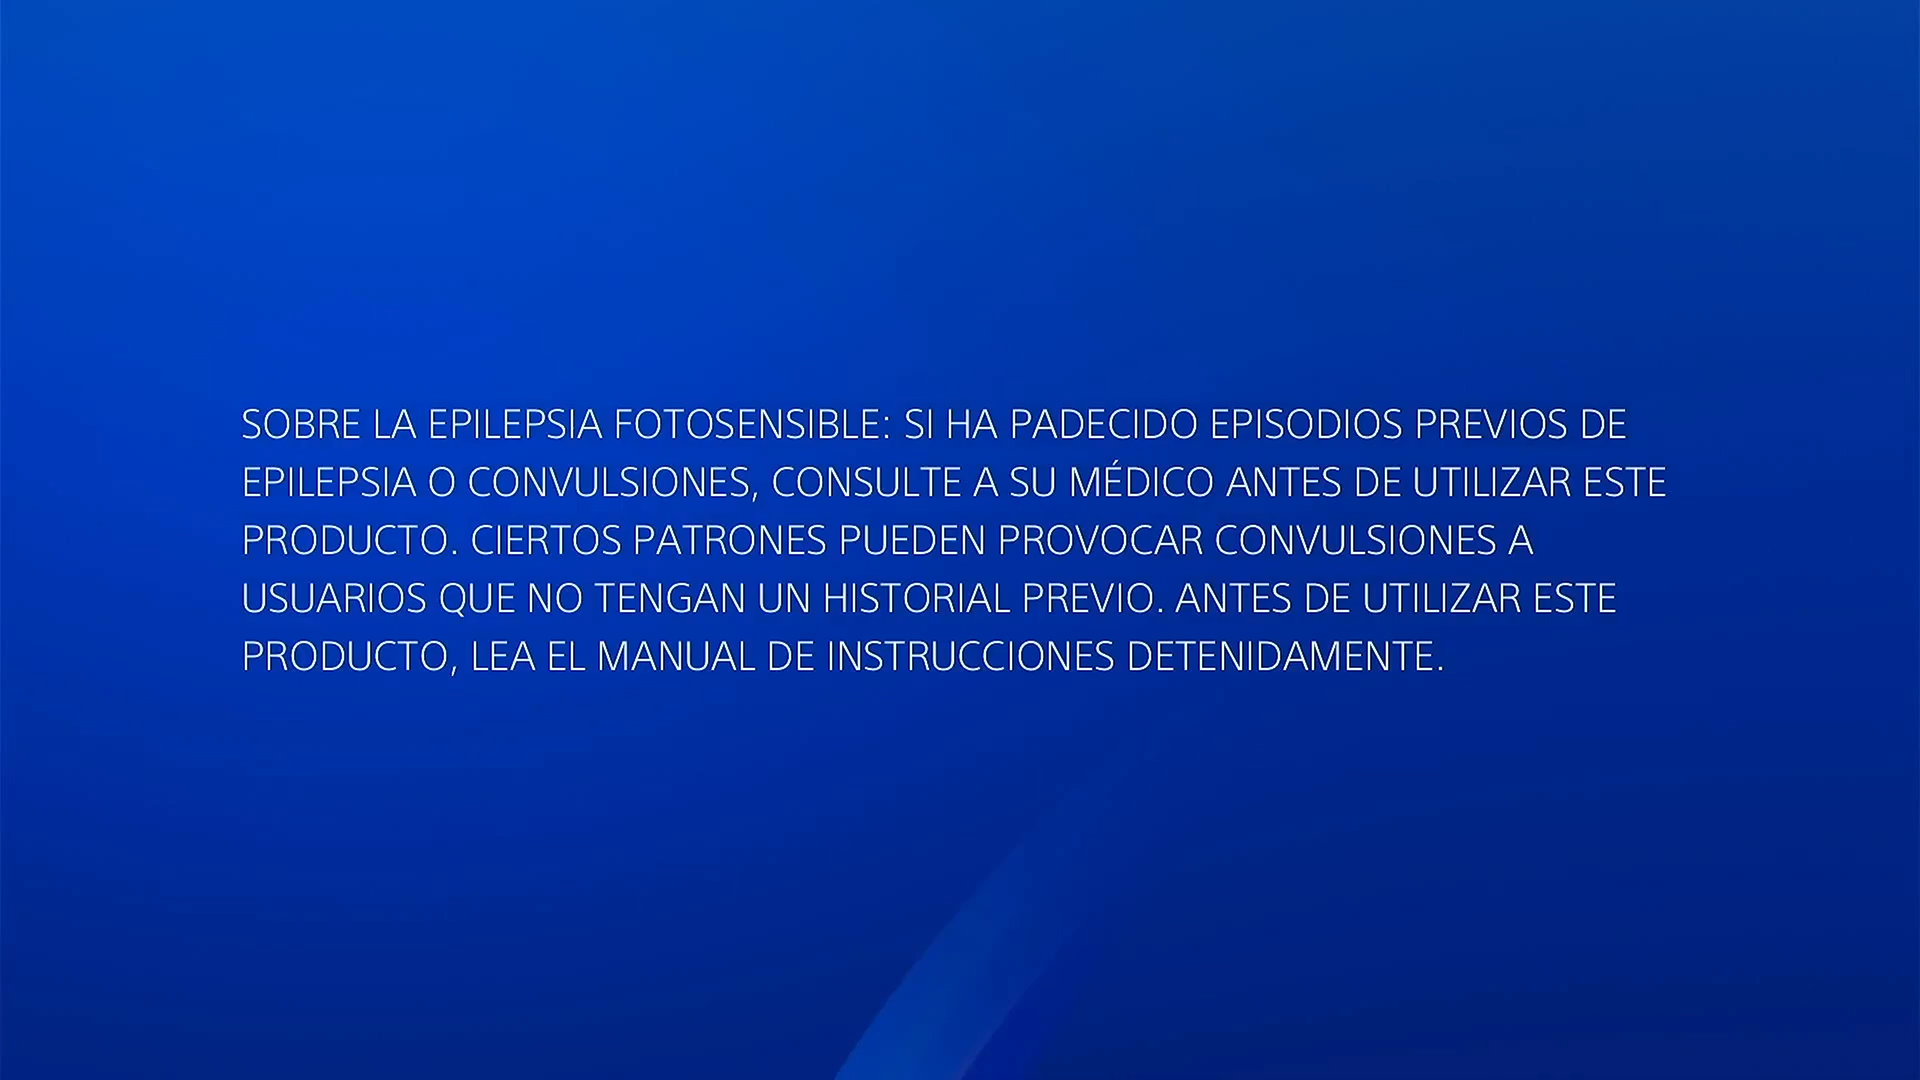 SOBRE LA EPILEPSIA FOTOSENSIBLE: SI HA PADECIDO EPISODIOS PREVIOS DE
EPILEPSIA O CONVULSIONES, CONSULTE A SU MÉDICO ANTES DE UTILIZAR ESTE
PRODUCTO. CIERTOS PATRONES PUEDEN PROVOCAR CONVULSIONES A
USUARIOS QUE NO TENGAN UN HISTORIAL PREVIO. ANTES DE UTILIZAR ESTE
PRODUCTO, LEA EL MANUAL DE INSTRUCCIONES DETENIDAMENTE.